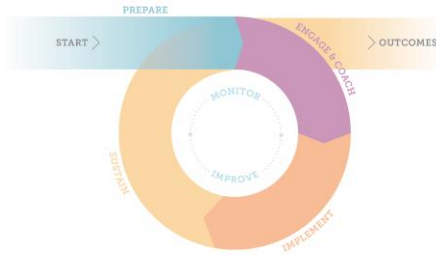 PREPARE
START
ENGAGE & COACH
OUTCOMES
MONITOR
IMPROVE
SUSTAIN
IMPLEMENT